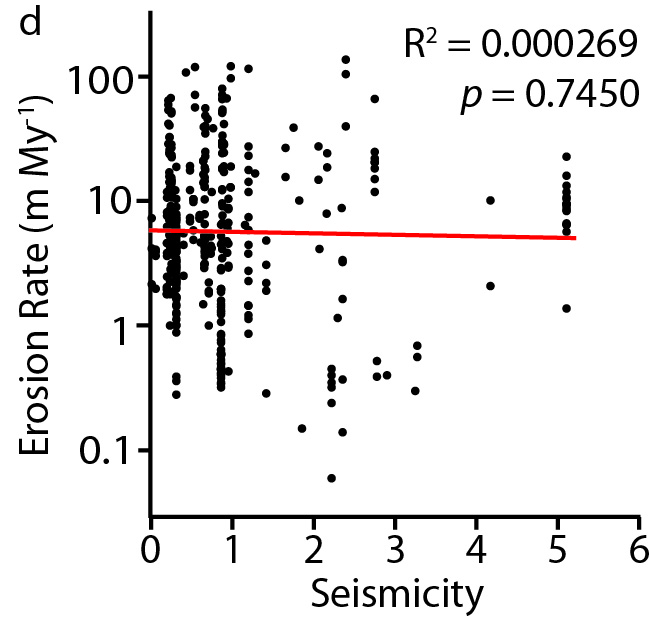 d
R² = 0.000269
p = 0.7450
Erosion Rate (m My⁻¹)
100
10
1
0.1
0 1 2 3 4 5 6
Seismicity